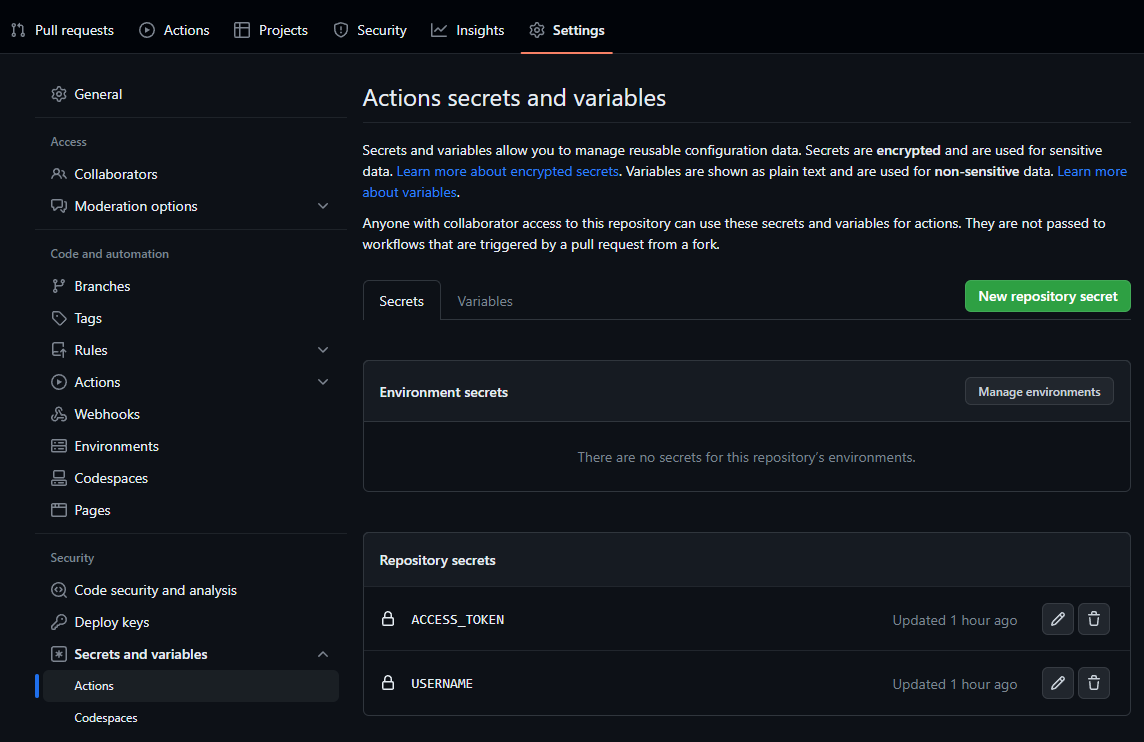 Pull requests
Actions
Projects
Security
Insights
Settings
General
Access
Collaborators
Moderation options
Code and automation
Branches
Tags
Rules
Actions
Webhooks
Environments
Codespaces
Pages
Security
Code security and analysis
Deploy keys
Secrets and variables
Actions
Codespaces
Actions secrets and variables
Secrets and variables allow you to manage reusable configuration data. Secrets are encrypted and are used for sensitive
data. Learn more about encrypted secrets. Variables are shown as plain text and are used for non-sensitive data. Learn more
about variables.
Anyone with collaborator access to this repository can use these secrets and variables for actions. They are not passed to
workflows that are triggered by a pull request from a fork.
Secrets
Variables
New repository secret
Environment secrets
Manage environments
There are no secrets for this repository's environments.
Repository secrets
ACCESS_TOKEN
Updated 1 hour ago
USERNAME
Updated 1 hour ago